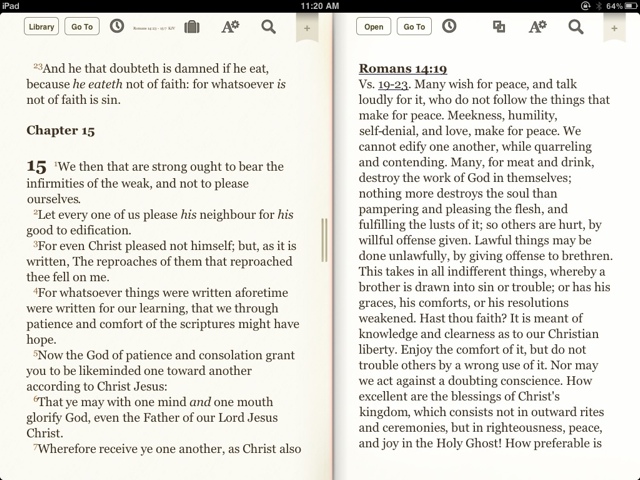 iPad
11:20 AM
64%
Library
Go To
Romans 14:23 - 15:7 KJV
A
+
Open
Go To
A
+
23And he that doubteth is damned if he eat,
because he eateth not of faith: for whatsoever is
not of faith is sin.
Chapter 15
15 1We then that are strong ought to bear the
infirmities of the weak, and not to please
ourselves.
2Let every one of us please his neighbour for his
good to edification.
3For even Christ pleased not himself; but, as it is
written, The reproaches of them that reproached
thee fell on me.
4For whatsoever things were written aforetime
were written for our learning, that we through
patience and comfort of the scriptures might have
hope.
5Now the God of patience and consolation grant
you to be likeminded one toward another
according to Christ Jesus:
6That ye may with one mind and one mouth
glorify God, even the Father of our Lord Jesus
Christ.
7Wherefore receive ye one another, as Christ also
Romans 14:19
Vs. 19-23. Many wish for peace, and talk
loudly for it, who do not follow the things that
make for peace. Meekness, humility,
self-denial, and love, make for peace. We
cannot edify one another, while quarreling
and contending. Many, for meat and drink,
destroy the work of God in themselves;
nothing more destroys the soul than
pampering and pleasing the flesh, and
fulfilling the lusts of it; so others are hurt, by
willful offense given. Lawful things may be
done unlawfully, by giving offense to brethren.
This takes in all indifferent things, whereby a
brother is drawn into sin or trouble; or has his
graces, his comforts, or his resolutions
weakened. Hast thou faith? It is meant of
knowledge and clearness as to our Christian
liberty. Enjoy the comfort of it, but do not
trouble others by a wrong use of it. Nor may
we act against a doubting conscience. How
excellent are the blessings of Christ's
kingdom, which consists not in outward rites
and ceremonies, but in righteousness, peace,
and joy in the Holy Ghost! How preferable is